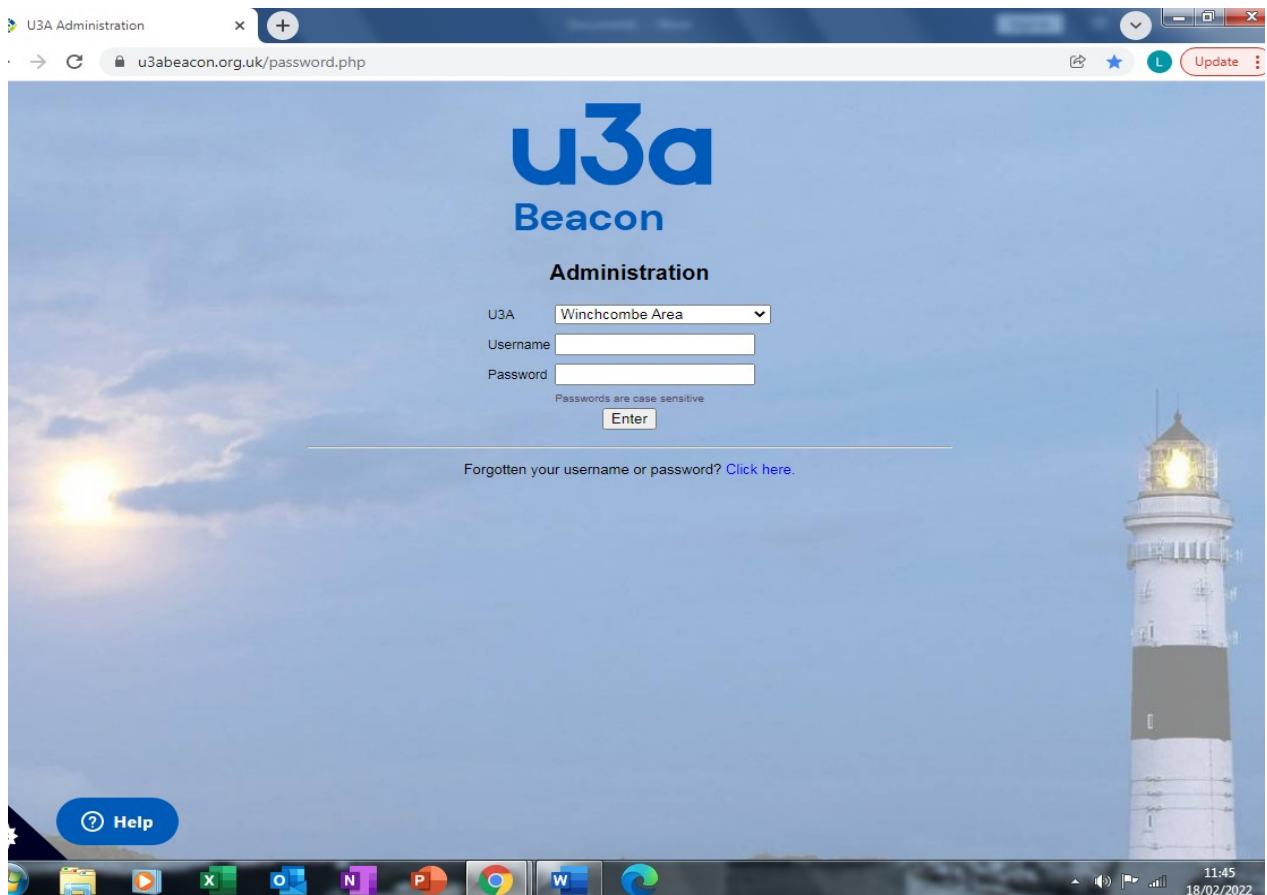 U3A Administration
u3abeacon.org.uk/password.php
L
Update
u3a
Beacon
Administration
U3A Winchcombe Area
Username
Password
Passwords are case sensitive
Enter
Forgotten your username or password? Click here.
Help
11:45
18/02/2022